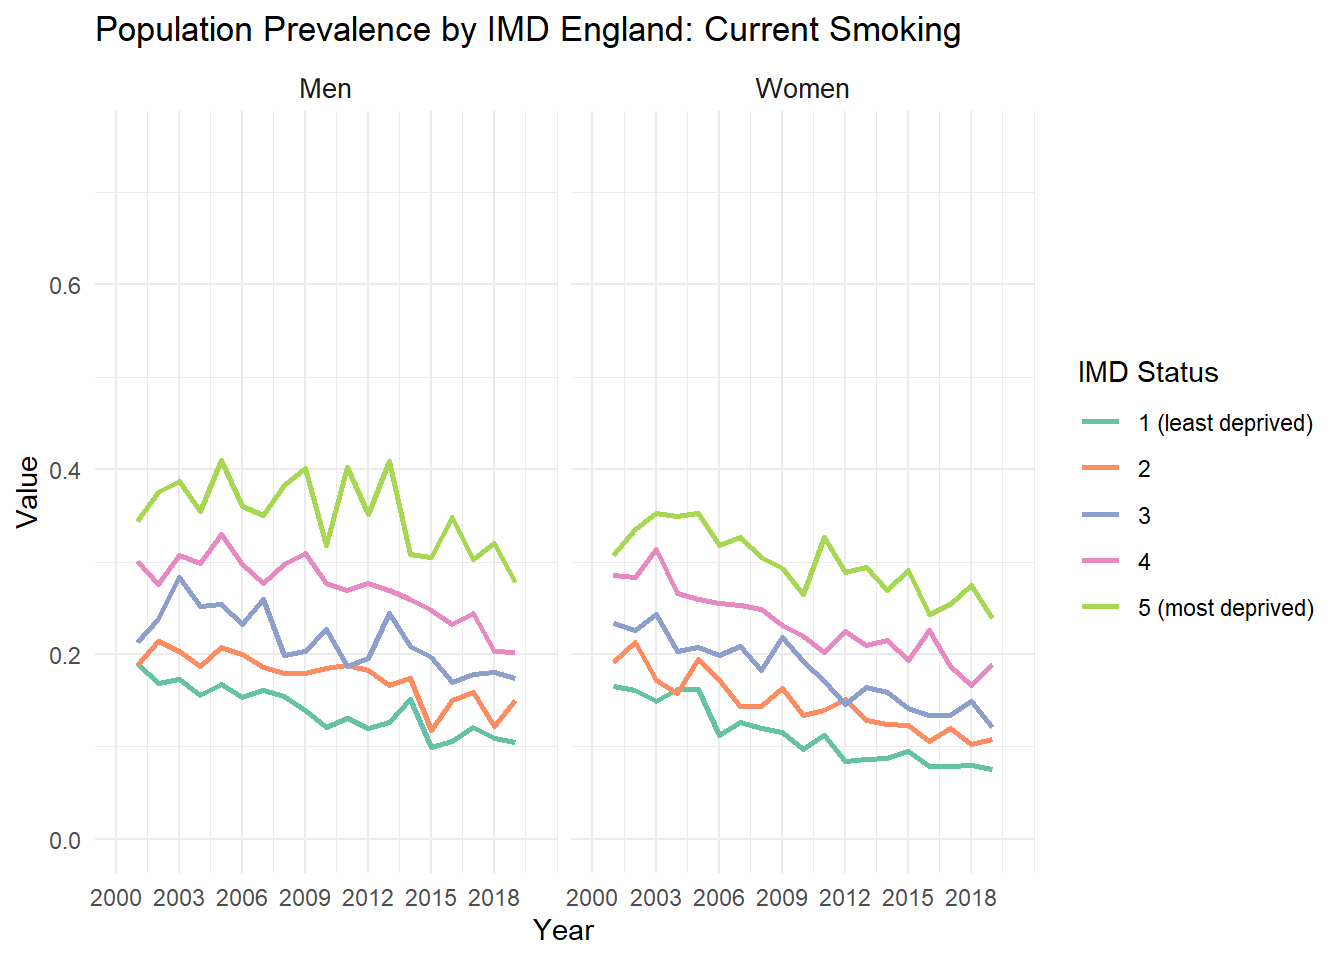 Population Prevalence by IMD England: Current Smoking
Men
Women
0.6
0.4
0.2
0.0
Value
2000 2003 2006 2009 2012 2015 2018
2000 2003 2006 2009 2012 2015 2018
Year
IMD Status
1 (least deprived)
2
3
4
5 (most deprived)